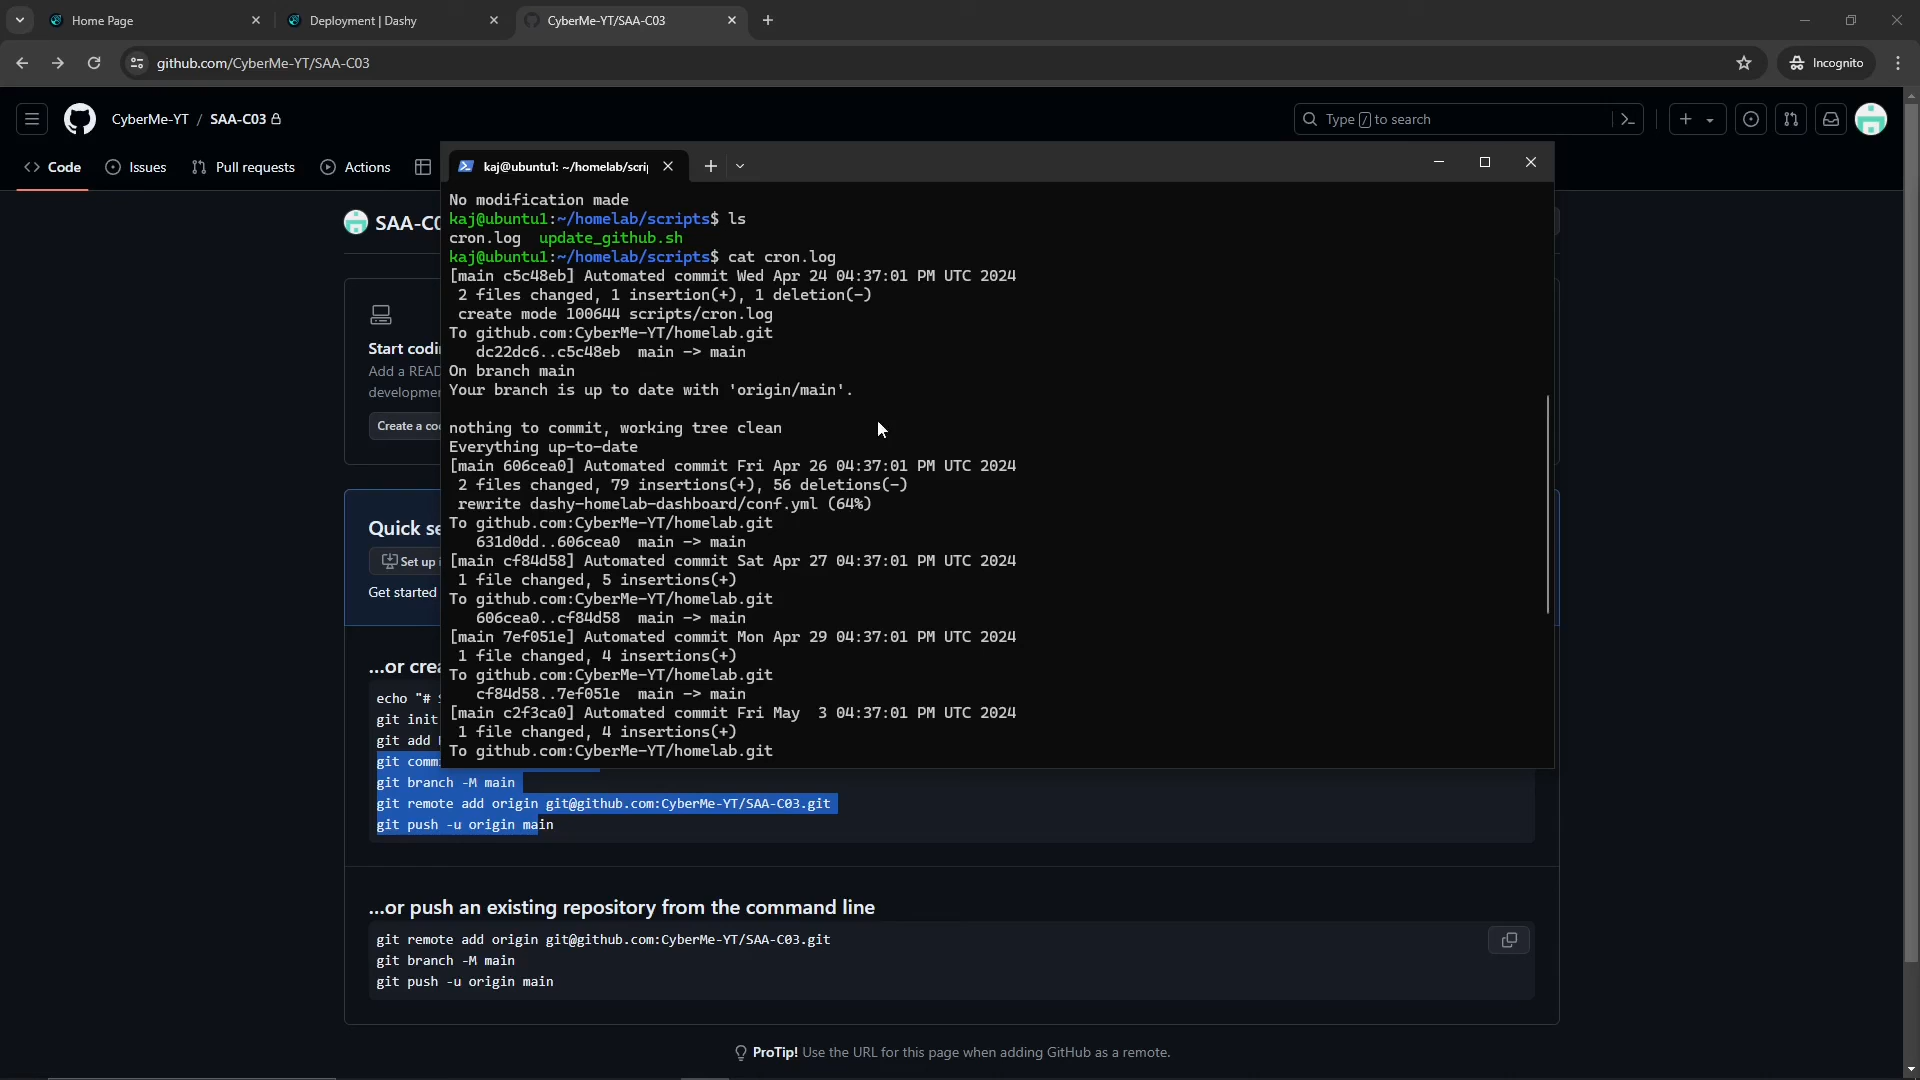 Home Page
Deployment | Dashy
CyberMe-YT/SAA-C03
github.com/CyberMe-YT/SAA-C03
Incognito
CyberMe-YT / SAA-C03
Type / to search
Code
Issues
Pull requests
Actions
kaj@ubuntu1: ~/homelab/scri
SAA-C0
No modification made
kaj@ubuntu1:~/homelab/scripts$ ls
cron.log update_github.sh
kaj@ubuntu1:~/homelab/scripts$ cat cron.log
[main c5c48eb] Automated commit Wed Apr 24 04:37:01 PM UTC 2024
2 files changed, 1 insertion(+), 1 deletion(-)
create mode 100644 scripts/cron.log
To github.com:CyberMe-YT/homelab.git
dc22dc6..c5c48eb main -> main
On branch main
Your branch is up to date with 'origin/main'.
nothing to commit, working tree clean
Everything up-to-date
[main 606cea0] Automated commit Fri Apr 26 04:37:01 PM UTC 2024
2 files changed, 79 insertions(+), 56 deletions(-)
rewrite dashy-homelab-dashboard/conf.yml (64%)
To github.com:CyberMe-YT/homelab.git
631d0dd..606cea0 main -> main
[main cf84d58] Automated commit Sat Apr 27 04:37:01 PM UTC 2024
1 file changed, 5 insertions(+)
To github.com:CyberMe-YT/homelab.git
606cea0..cf84d58 main -> main
[main 7ef051e] Automated commit Mon Apr 29 04:37:01 PM UTC 2024
1 file changed, 4 insertions(+)
To github.com:CyberMe-YT/homelab.git
cf84d58..7ef051e main -> main
[main c2f3ca0] Automated commit Fri May  3 04:37:01 PM UTC 2024
1 file changed, 4 insertions(+)
To github.com:CyberMe-YT/homelab.git
Start codi
Add a READ
developmen
Create a co
Quick se
Set up i
Get started
...or crea
echo "# S
git init
git add
git comm
git branch -M main
git remote add origin git@github.com:CyberMe-YT/SAA-C03.git
git push -u origin main
...or push an existing repository from the command line
git remote add origin git@github.com:CyberMe-YT/SAA-C03.git
git branch -M main
git push -u origin main
ProTip! Use the URL for this page when adding GitHub as a remote.